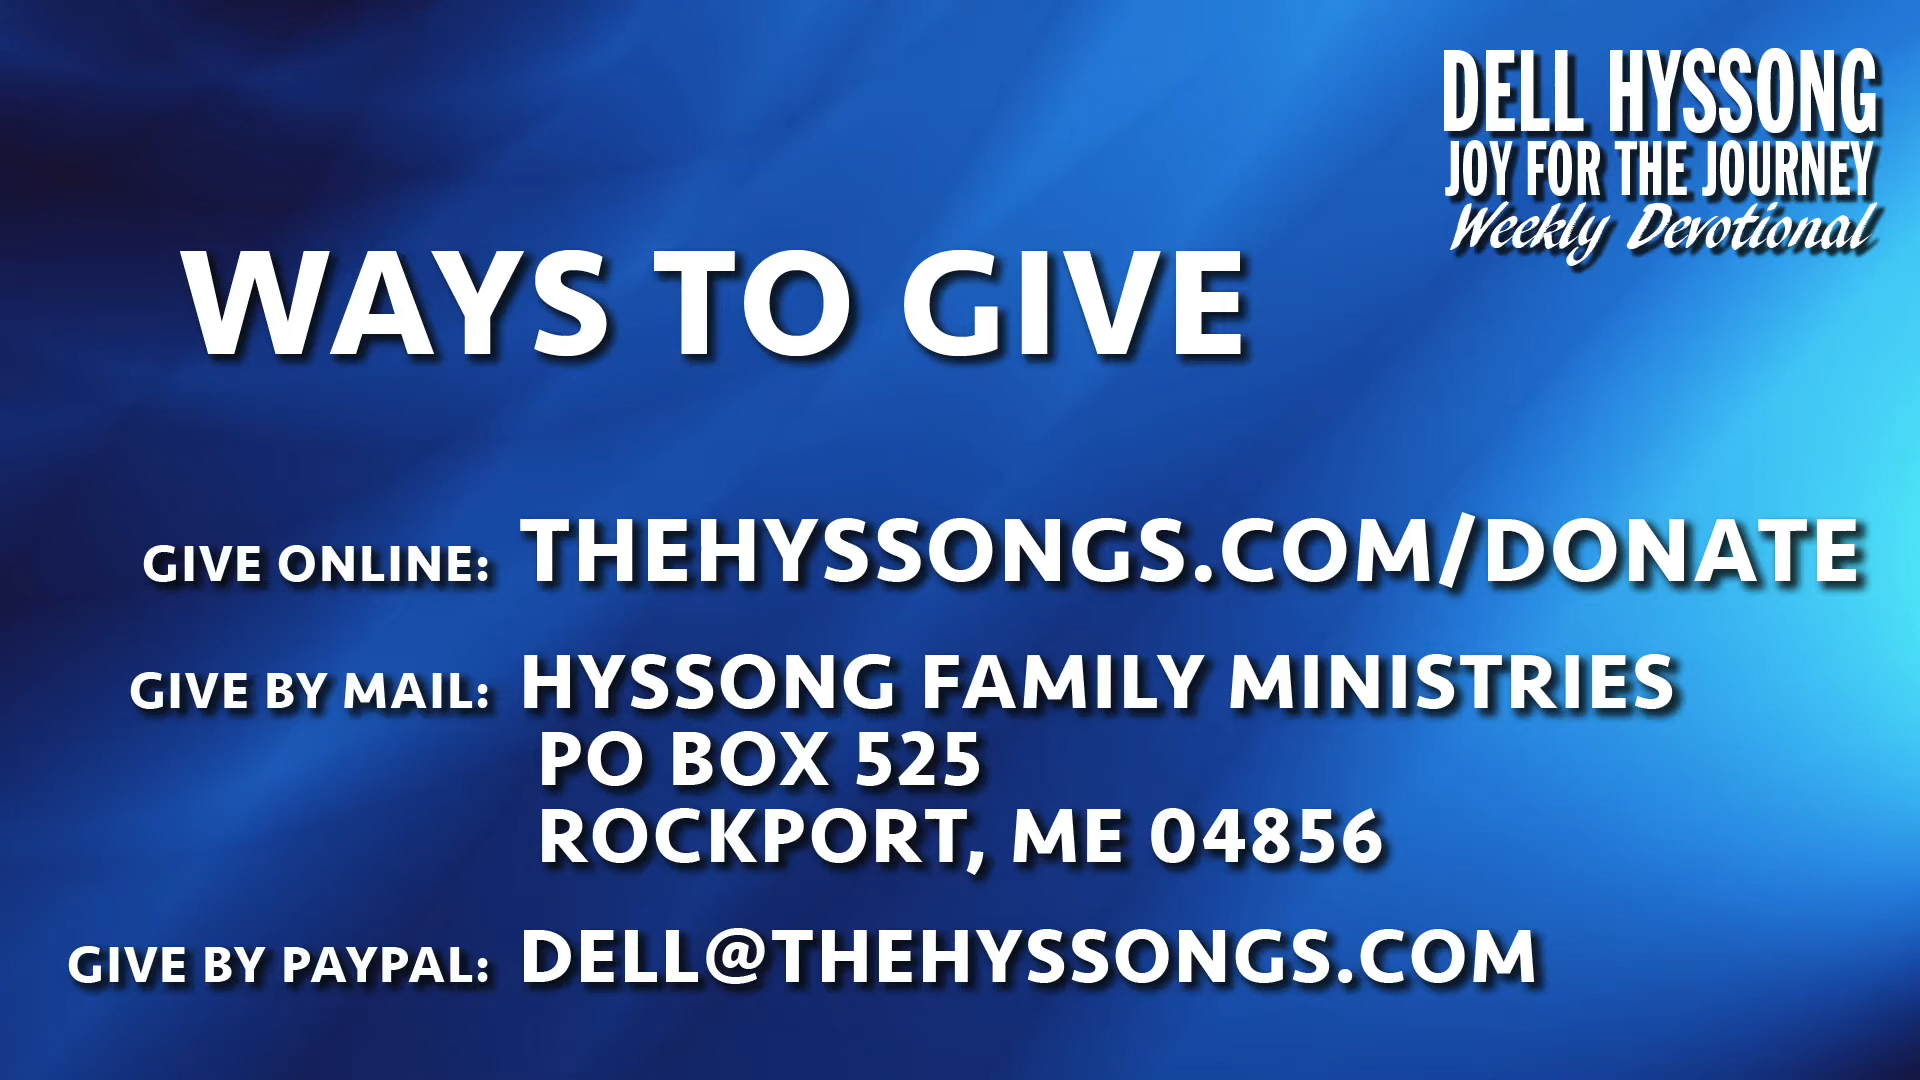 DELL HYSSONG
JOY FOR THE JOURNEY
Weekly Devotional
WAYS TO GIVE
GIVE ONLINE: THEHYSSONGS.COM/DONATE
GIVE BY MAIL: HYSSONG FAMILY MINISTRIES
PO BOX 525
ROCKPORT, ME 04856
GIVE BY PAYPAL: DELL@THEHYSSONGS.COM